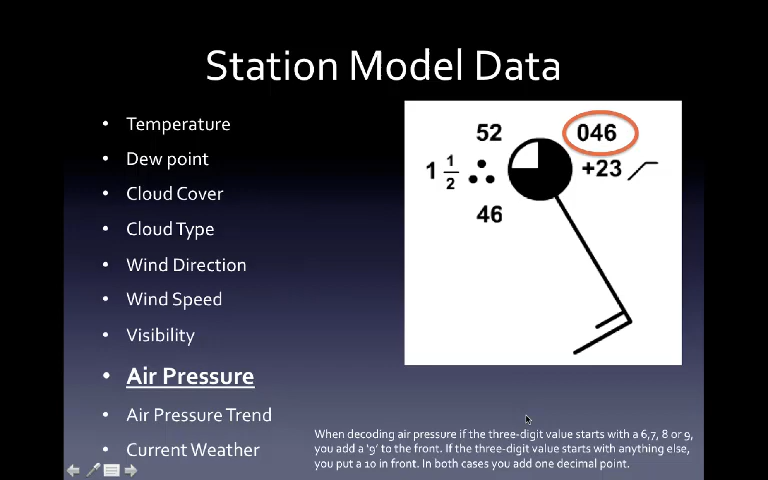 Station Model Data
• Temperature
• Dew point
• Cloud Cover
• Cloud Type
• Wind Direction
• Wind Speed
• Visibility
• Air Pressure
• Air Pressure Trend
• Current Weather
52
046
1 1/2
+23
46
When decoding air pressure if the three-digit value starts with a 6,7, 8 or 9,
you add a '9' to the front. If the three-digit value starts with anything else,
you put a 10 in front. In both cases you add one decimal point.